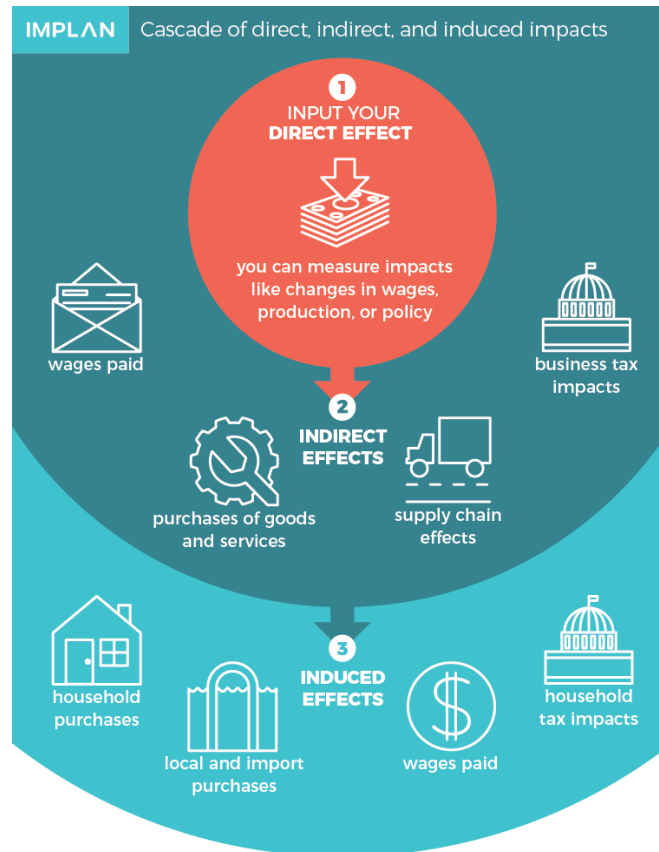 IMPLAN Cascade of direct, indirect, and induced impacts
1
INPUT YOUR
DIRECT EFFECT
you can measure impacts
like changes in wages,
production, or policy
wages paid
business tax
impacts
2
INDIRECT
EFFECTS
purchases of goods
and services
supply chain
effects
3
INDUCED
EFFECTS
household
purchases
local and import
purchases
wages paid
household
tax impacts